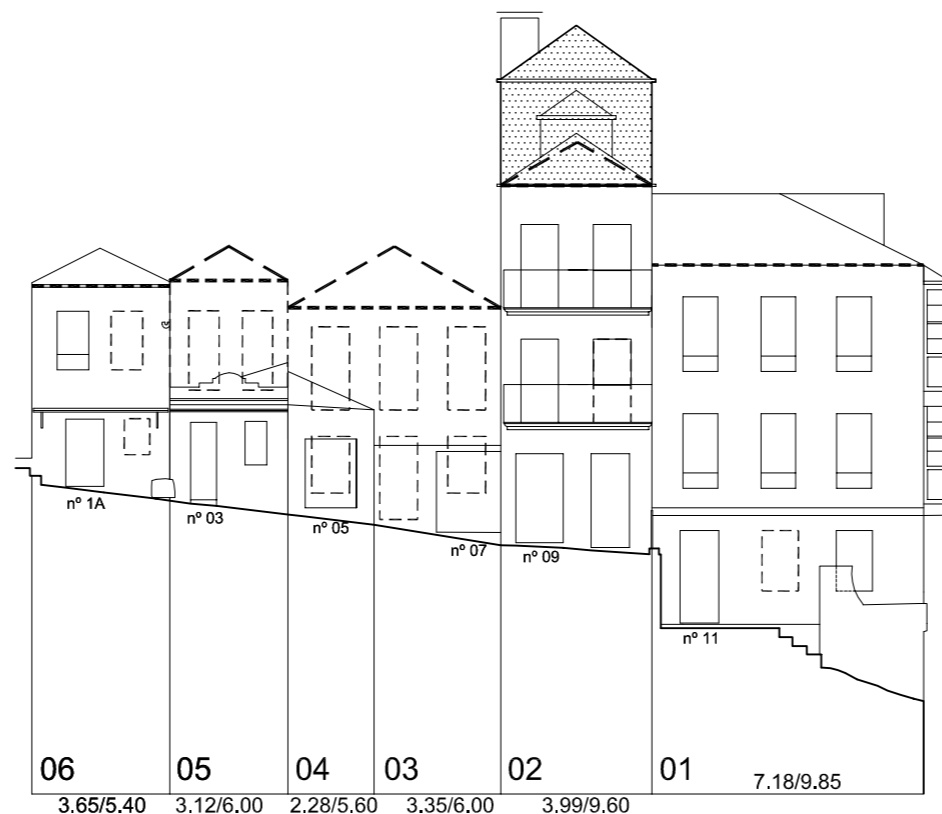 nº 1A
nº 03
nº 05
nº 07
nº 09
nº 11
06 05 04 03 02 01
3.65/5.40 3.12/6.00 2.28/5.60 3.35/6.00 3.99/9.60 7.18/9.85